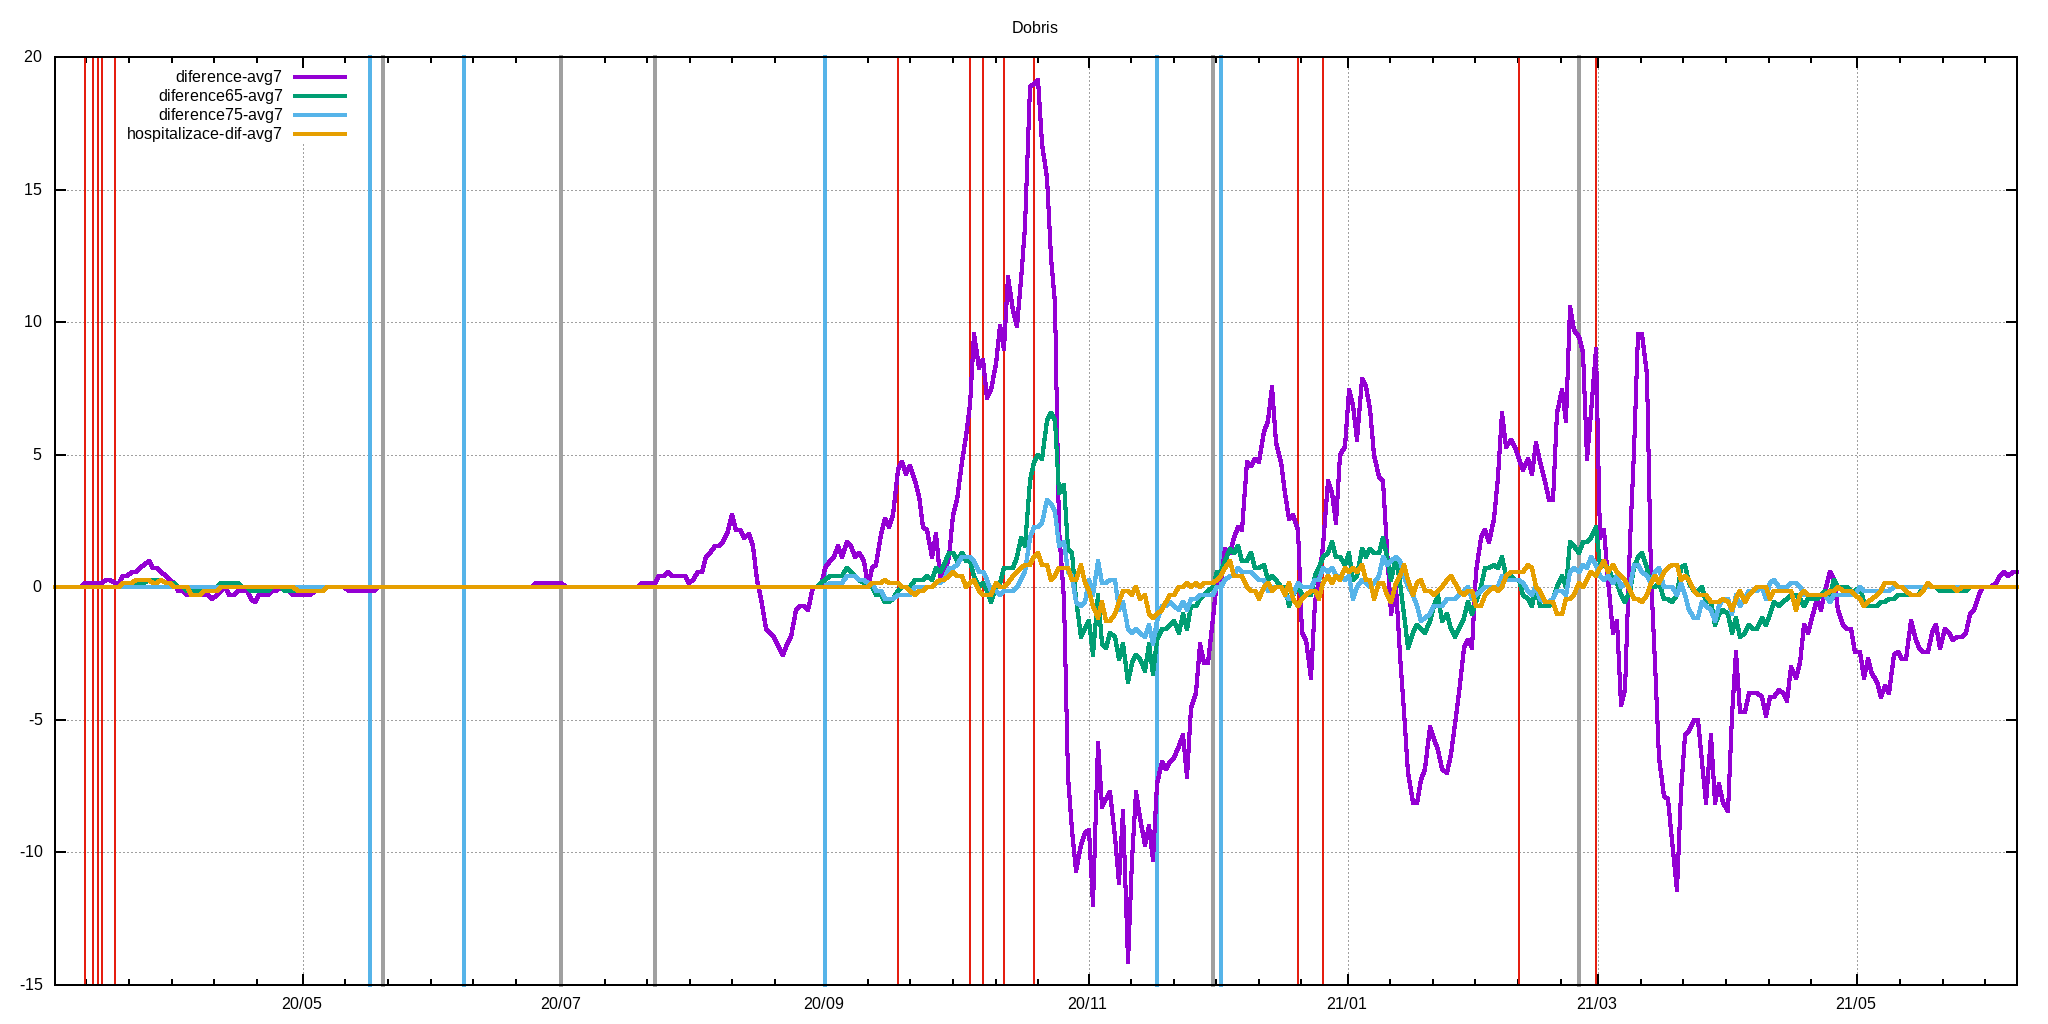 Dobris
diference-avg7
diference65-avg7
diference75-avg7
hospitalizace-dif-avg7
20
15
10
5
0
-5
-10
-15
20/05 20/07 20/09 20/11 21/01 21/03 21/05